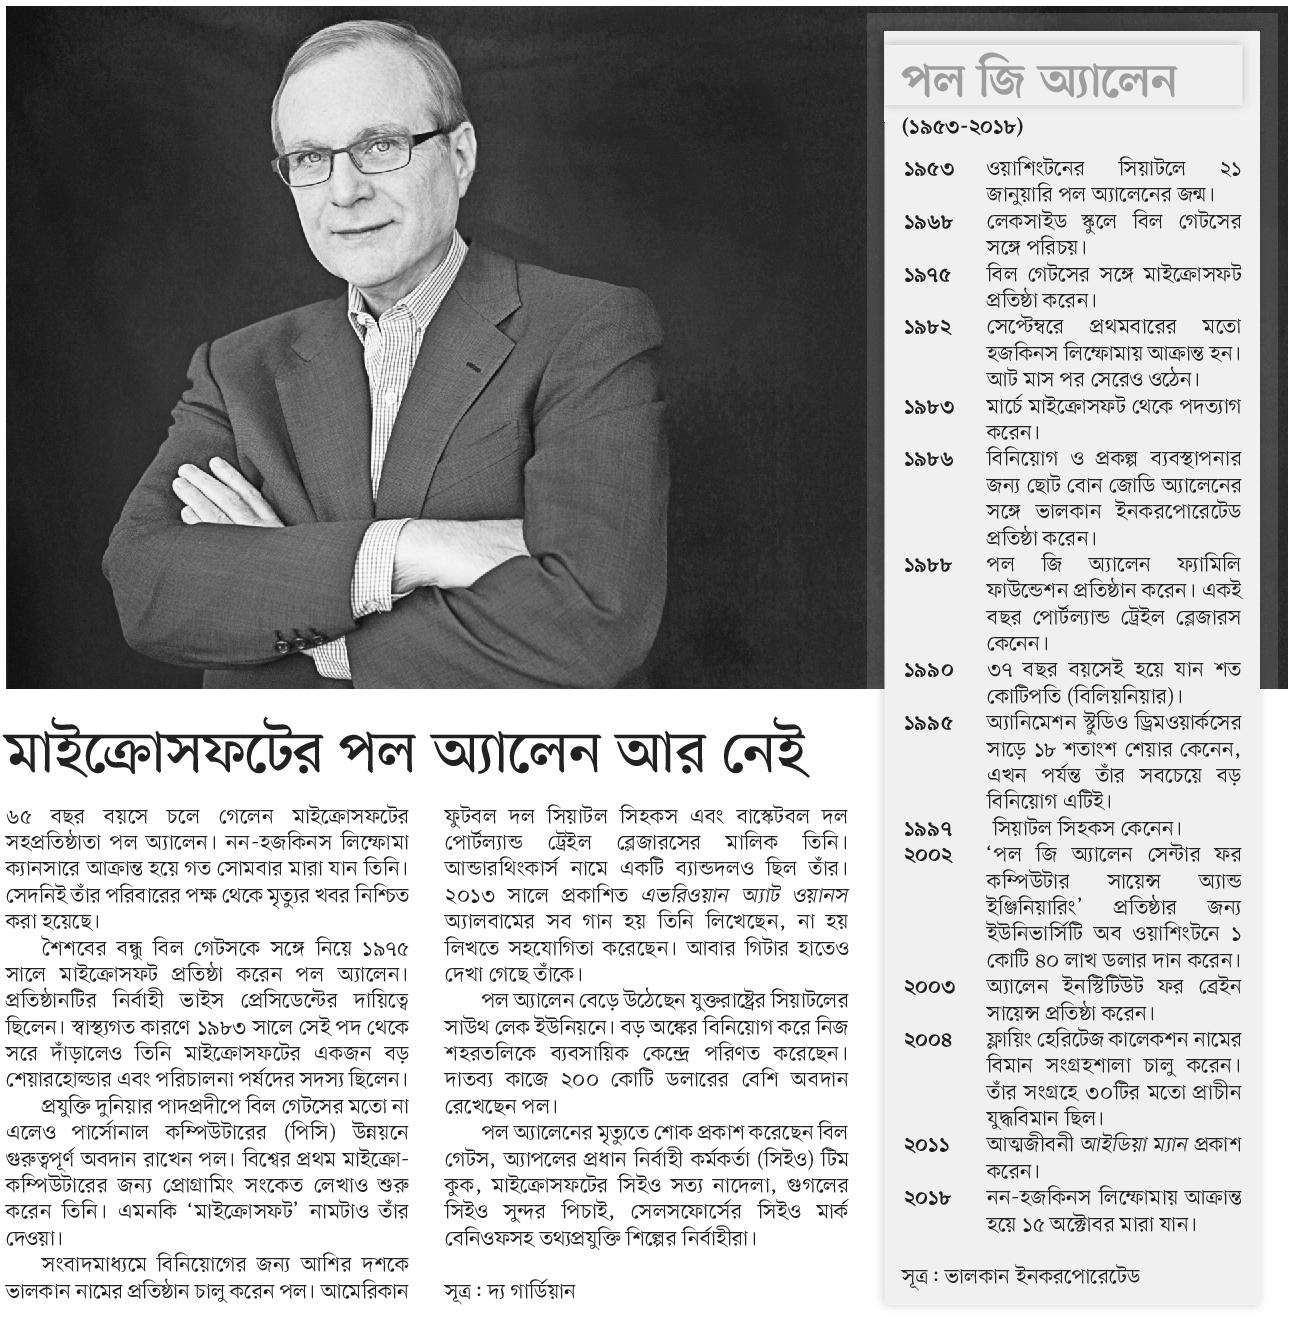 মাইক্রোসফটের পল অ্যালেন আর নেই
৬৫ বছর বয়সে চলে গেলেন মাইক্রোসফটের
সহপ্রতিষ্ঠাতা পল অ্যালেন। নন-হজকিনস লিম্ফোমা
ক্যানসারে আক্রান্ত হয়ে গত সোমবার মারা যান তিনি।
সেদনিই তাঁর পরিবারের পক্ষ থেকে মৃত্যুর খবর নিশ্চিত
করা হয়েছে।
শৈশবের বন্ধু বিল গেটসকে সঙ্গে নিয়ে ১৯৭৫
সালে মাইক্রোসফট প্রতিষ্ঠা করেন পল অ্যালেন।
প্রতিষ্ঠানটির নির্বাহী ভাইস প্রেসিডেন্টের দায়িত্বে
ছিলেন। স্বাস্থ্যগত কারণে ১৯৮৩ সালে সেই পদ থেকে
সরে দাঁড়ালেও তিনি মাইক্রোসফটের একজন বড়
শেয়ারহোল্ডার এবং পরিচালনা পর্ষদের সদস্য ছিলেন।
প্রযুক্তি দুনিয়ার পাদপ্রদীপে বিল গেটসের মতো না
এলেও পার্সোনাল কম্পিউটারের (পিসি) উন্নয়নে
গুরুত্বপূর্ণ অবদান রাখেন পল। বিশ্বের প্রথম মাইক্রো-
কম্পিউটারের জন্য প্রোগ্রামিং সংকেত লেখাও শুরু
করেন তিনি। এমনকি ‘মাইক্রোসফট’ নামটাও তাঁর
দেওয়া।
সংবাদমাধ্যমে বিনিয়োগের জন্য আশির দশকে
ভালকান নামের প্রতিষ্ঠান চালু করেন পল। আমেরিকান
ফুটবল দল সিয়াটল সিহকস এবং বাস্কেটবল দল
পোর্টল্যান্ড ট্রেইল ব্লেজারসের মালিক তিনি।
আন্ডারথিংকার্স নামে একটি ব্যান্ডদলও ছিল তাঁর।
২০১৩ সালে প্রকাশিত এভরিওয়ান অ্যাট ওয়ানস
অ্যালবামের সব গান হয় তিনি লিখেছেন, না হয়
লিখতে সহযোগিতা করেছেন। আবার গিটার হাতেও
দেখা গেছে তাঁকে।
পল অ্যালেন বেড়ে উঠেছেন যুক্তরাষ্ট্রের সিয়াটলের
সাউথ লেক ইউনিয়নে। বড় অঙ্কের বিনিয়োগ করে নিজ
শহরতলিকে ব্যবসায়িক কেন্দ্রে পরিণত করেছেন।
দাতব্য কাজে ২০০ কোটি ডলারের বেশি অবদান
রেখেছেন পল।
পল অ্যালেনের মৃত্যুতে শোক প্রকাশ করেছেন বিল
গেটস, অ্যাপলের প্রধান নির্বাহী কর্মকর্তা (সিইও) টিম
কুক, মাইক্রোসফটের সিইও সত্য নাদেলা, গুগলের
সিইও সুন্দর পিচাই, সেলসফোর্সের সিইও মার্ক
বেনিওফসহ তথ্যপ্রযুক্তি শিল্পের নির্বাহীরা।
সূত্র : দ্য গার্ডিয়ান
পল জি অ্যালেন
(১৯৫৩-২০১৮)
১৯৫৩ ওয়াশিংটনের সিয়াটলে ২১
জানুয়ারি পল অ্যালেনের জন্ম।
১৯৬৮ লেকসাইড স্কুলে বিল গেটসের
সঙ্গে পরিচয়।
১৯৭৫ বিল গেটসের সঙ্গে মাইক্রোসফট
প্রতিষ্ঠা করেন।
১৯৮২ সেপ্টেম্বরে প্রথমবারের মতো
হজকিনস লিম্ফোমায় আক্রান্ত হন।
আট মাস পর সেরেও ওঠেন।
১৯৮৩ মার্চে মাইক্রোসফট থেকে পদত্যাগ
করেন।
১৯৮৬ বিনিয়োগ ও প্রকল্প ব্যবস্থাপনার
জন্য ছোট বোন জোডি অ্যালেনের
সঙ্গে ভালকান ইনকরপোরেটেড
প্রতিষ্ঠা করেন।
১৯৮৮ পল জি অ্যালেন ফ্যামিলি
ফাউন্ডেশন প্রতিষ্ঠান করেন। একই
বছর পোর্টল্যান্ড ট্রেইল ব্লেজারস
কেনেন।
১৯৯০ ৩৭ বছর বয়সেই হয়ে যান শত
কোটিপতি (বিলিয়নিয়ার)।
১৯৯৫ অ্যানিমেশন স্টুডিও ড্রিমওয়ার্কসের
সাড়ে ১৮ শতাংশ শেয়ার কেনেন,
এখন পর্যন্ত তাঁর সবচেয়ে বড়
বিনিয়োগ এটিই।
১৯৯৭ সিয়াটল সিহকস কেনেন।
২০০২ ‘পল জি অ্যালেন সেন্টার ফর
কম্পিউটার সায়েন্স অ্যান্ড
ইঞ্জিনিয়ারিং’ প্রতিষ্ঠার জন্য
ইউনিভার্সিটি অব ওয়াশিংটনে ১
কোটি ৪০ লাখ ডলার দান করেন।
২০০৩ অ্যালেন ইনস্টিটিউট ফর ব্রেইন
সায়েন্স প্রতিষ্ঠা করেন।
২০০৪ ফ্লায়িং হেরিটেজ কালেকশন নামের
বিমান সংগ্রহশালা চালু করেন।
তাঁর সংগ্রহে ৩০টির মতো প্রাচীন
যুদ্ধবিমান ছিল।
২০১১ আত্মজীবনী আইডিয়া ম্যান প্রকাশ
করেন।
২০১৮ নন-হজকিনস লিম্ফোমায় আক্রান্ত
হয়ে ১৫ অক্টোবর মারা যান।
সূত্র : ভালকান ইনকরপোরেটেড